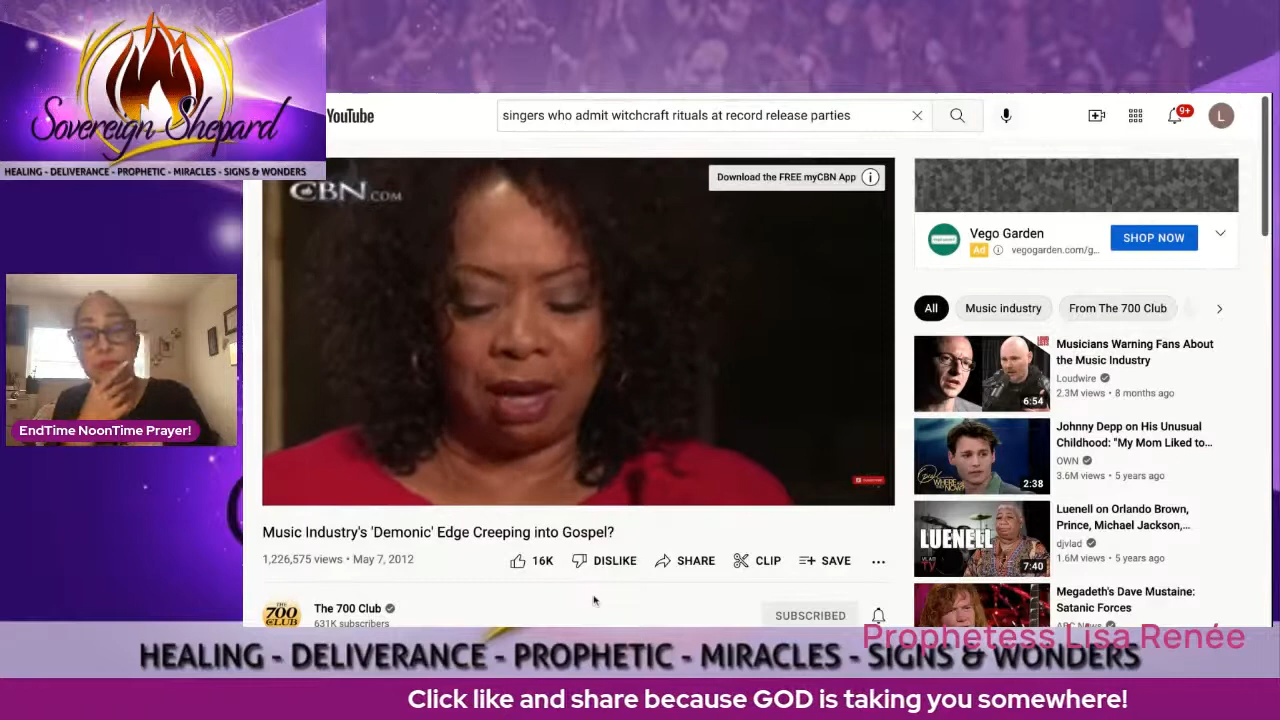 Sovereign Shepard
HEALING - DELIVERANCE - PROPHETIC - MIRACLES - SIGNS & WONDERS
YouTube
singers who admit witchcraft rituals at record release parties
9+
L
CBN.COM
Download the FREE myCBN App
Vego Garden
Ad vegogarden.com/g...
SHOP NOW
All
Music industry
From The 700 Club
Musicians Warning Fans About
the Music Industry
Loudwire
2.3M views • 8 months ago
6:54
Johnny Depp on His Unusual
Childhood: "My Mom Liked to...
OWN
3.6M views • 5 years ago
2:38
Luenell on Orlando Brown,
Prince, Michael Jackson,...
djvlad
1.6M views • 5 years ago
LUENELL
7:40
Megadeth's Dave Mustaine:
Satanic Forces
ABC News
EndTime NoonTime Prayer!
Music Industry's 'Demonic' Edge Creeping into Gospel?
1,226,575 views • May 7, 2012
16K
DISLIKE
SHARE
CLIP
SAVE
THE 700 CLUB
The 700 Club
631K subscribers
SUBSCRIBED
Prophetess Lisa Renée
HEALING - DELIVERANCE - PROPHETIC - MIRACLES - SIGNS & WONDERS
Click like and share because GOD is taking you somewhere!